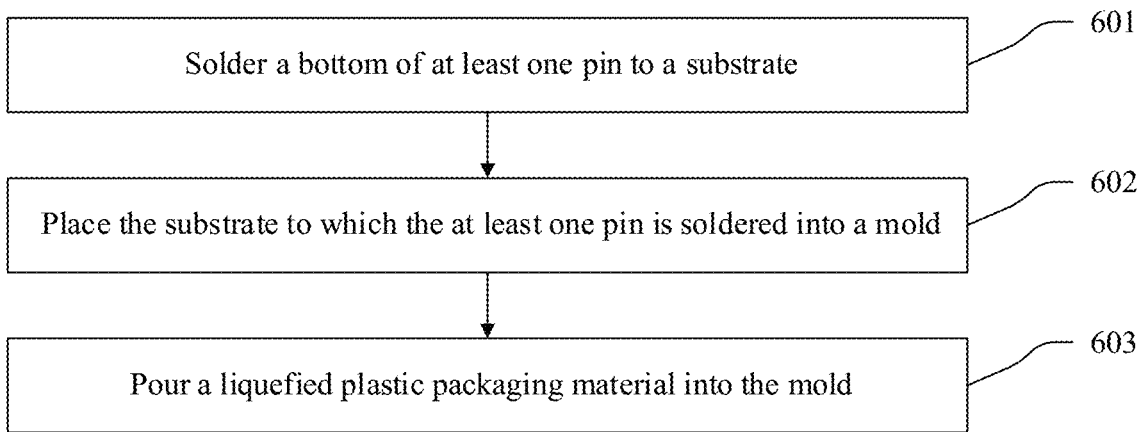 601
Solder a bottom of at least one pin to a substrate
602
Place the substrate to which the at least one pin is soldered into a mold
603
Pour a liquefied plastic packaging material into the mold